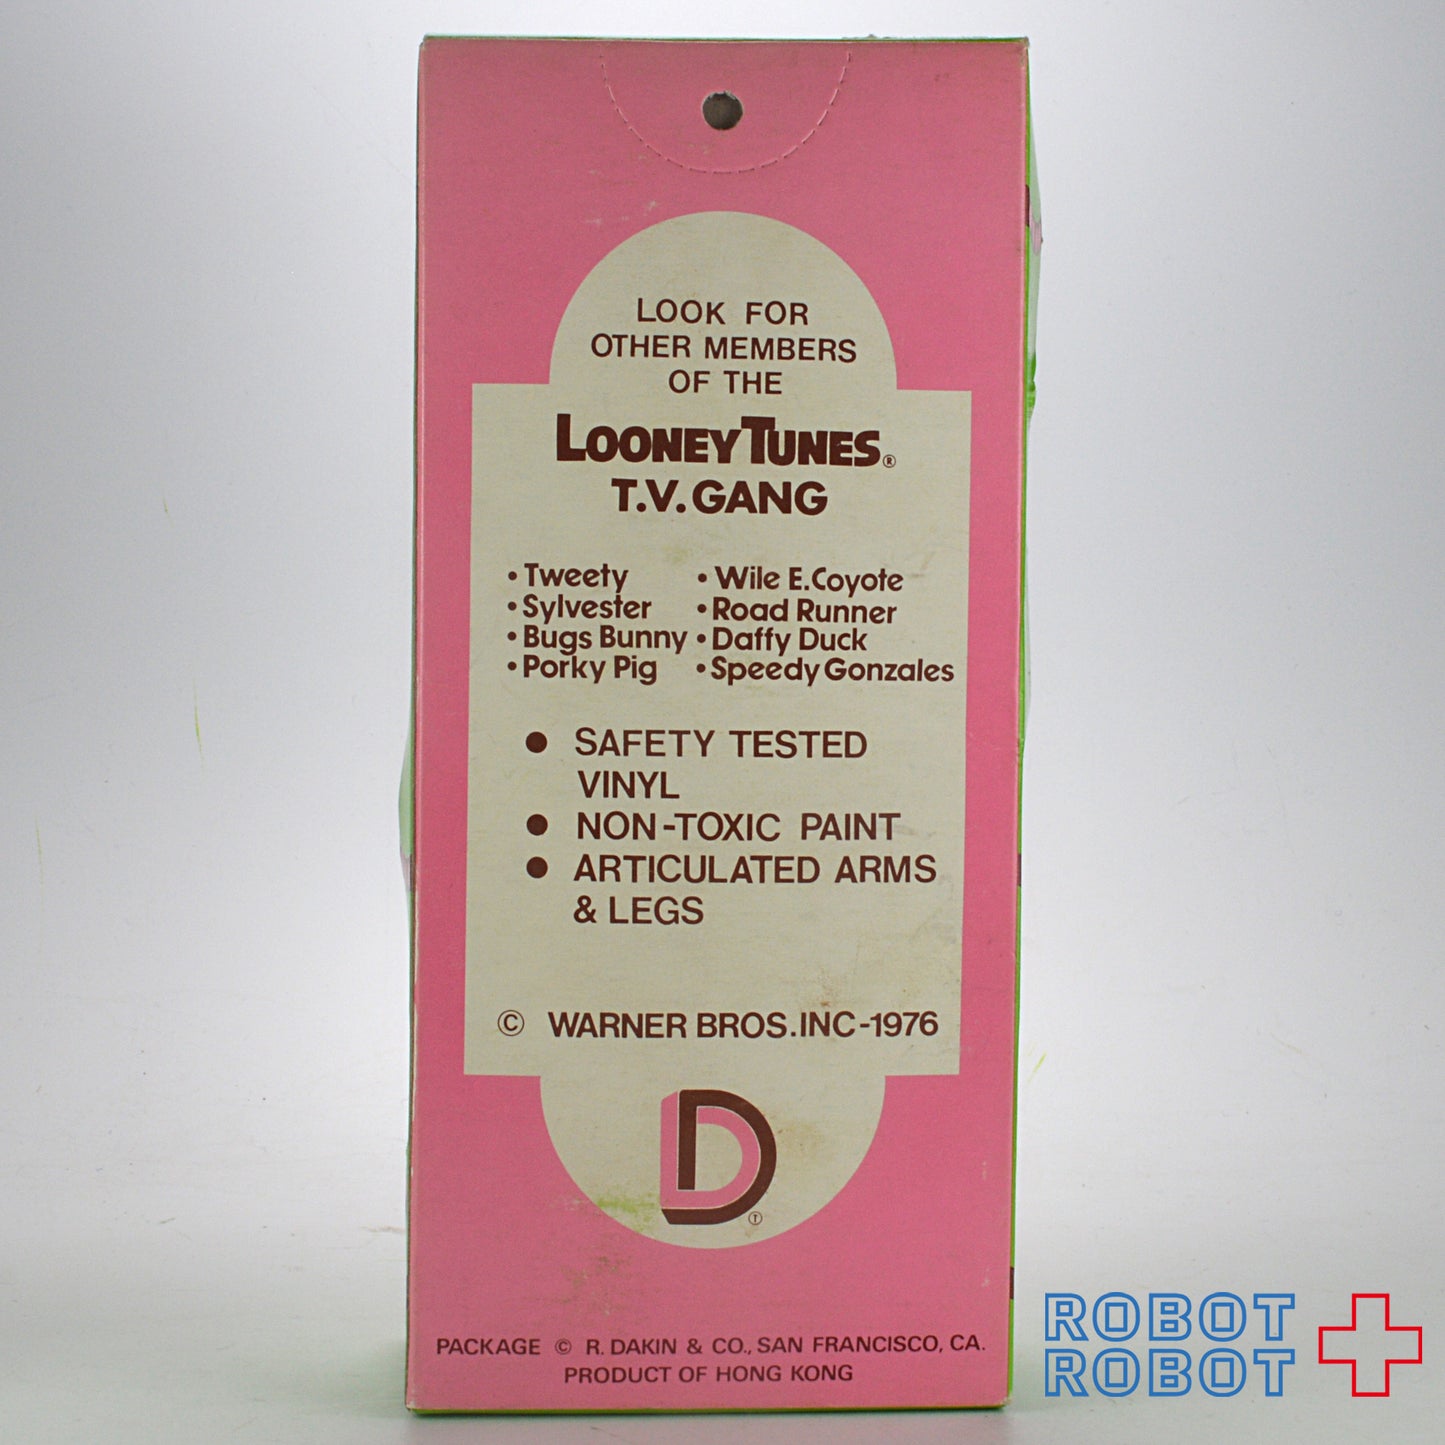 LOOK FOR
OTHER MEMBERS
OF THE
LOONEY TUNES®
T.V. GANG
• Tweety
• Sylvester
• Bugs Bunny
• Porky Pig
• Wile E. Coyote
• Road Runner
• Daffy Duck
• Speedy Gonzales
● SAFETY TESTED
VINYL
● NON-TOXIC PAINT
● ARTICULATED ARMS
& LEGS
© WARNER BROS. INC-1976
D
PACKAGE © R. DAKIN & CO., SAN FRANCISCO, CA.
PRODUCT OF HONG KONG
ROBOT
ROBOT